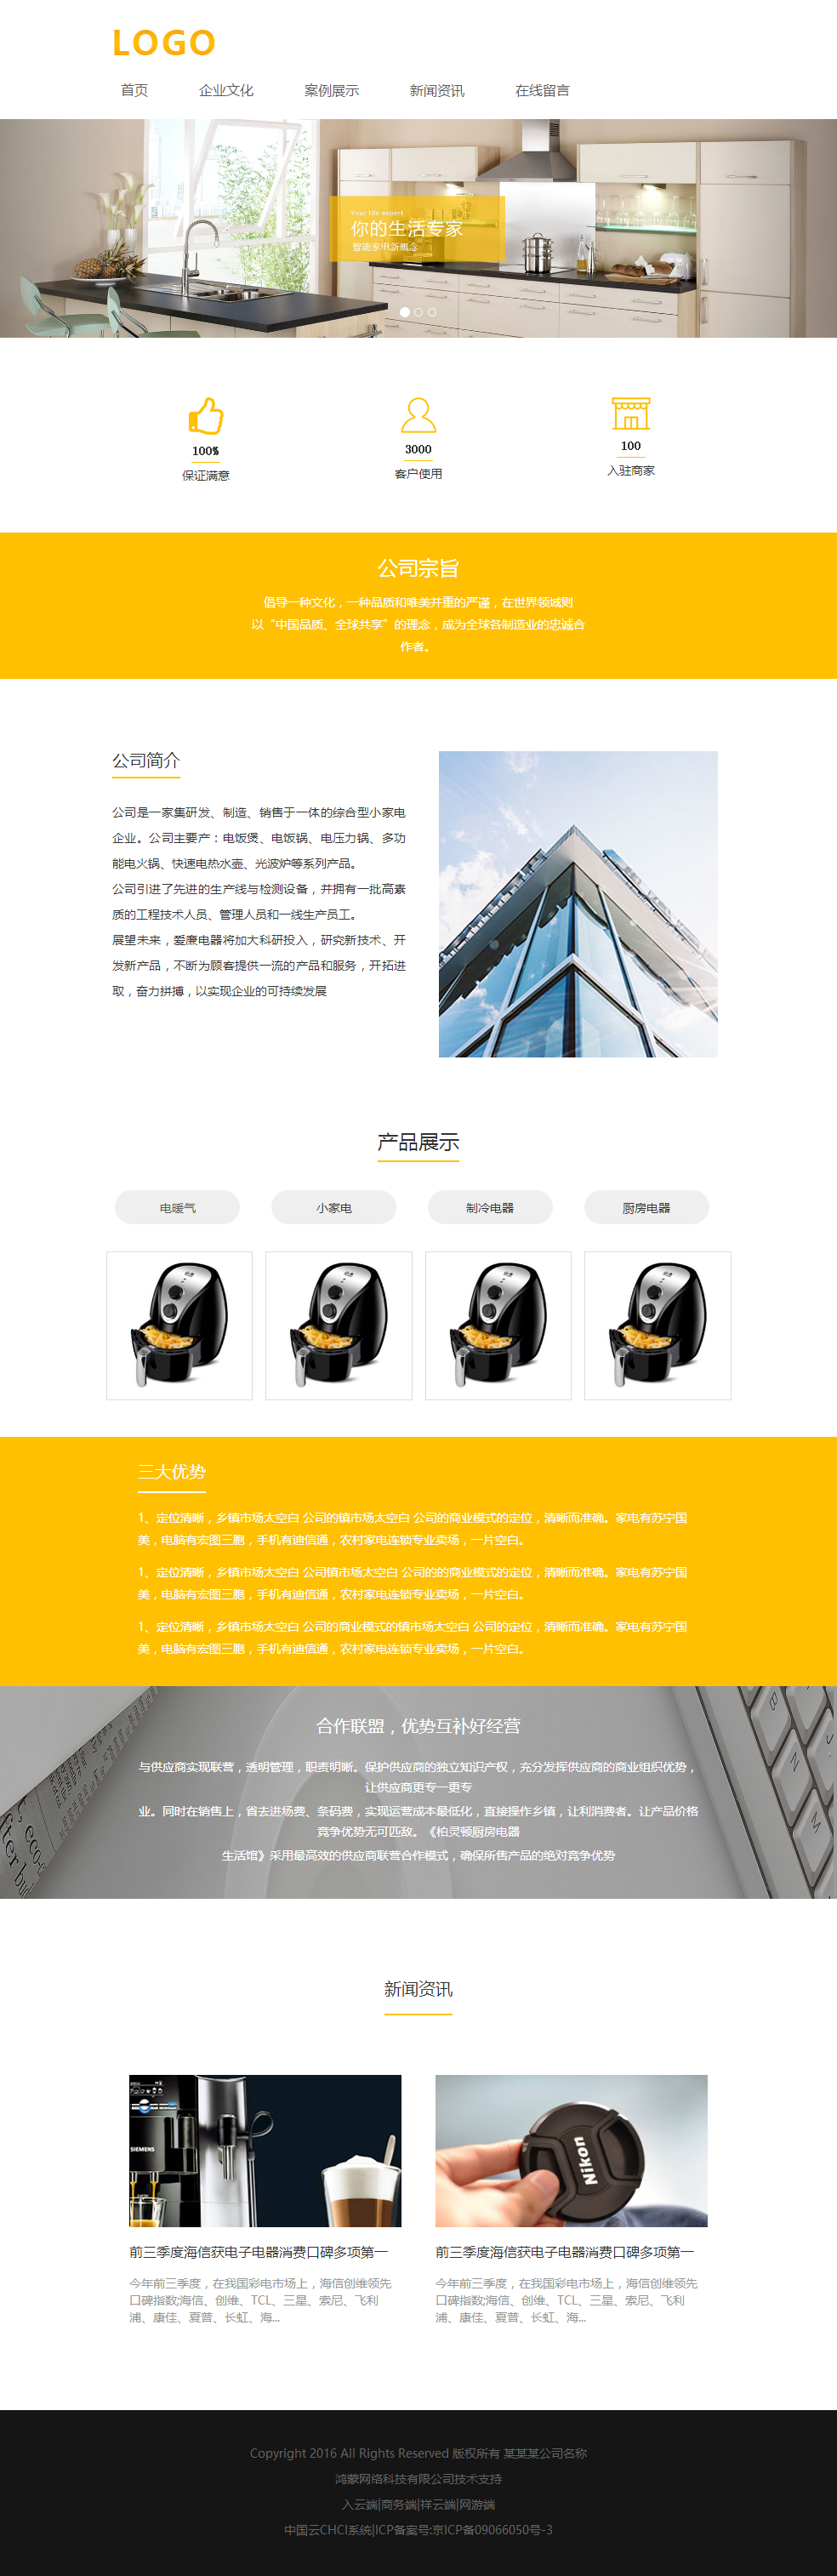 LOGO
首页 企业文化 案例展示 新闻资讯 在线留言
Your life expert
你的生活专家
智能家电新概念
100% 3000 100
保证满意 客户使用 入驻商家
公司宗旨
倡导一种文化，一种品质和唯美并重的严谨，在世界领域则
以“中国品质、全球共享”的理念，成为全球各制造业的忠诚合
作者。
公司简介
公司是一家集研发、制造、销售于一体的综合型小家电
企业。公司主要产：电饭煲、电饭锅、电压力锅、多功
能电火锅、快速电热水壶、光波炉等系列产品。
公司引进了先进的生产线与检测设备，并拥有一批高素
质的工程技术人员、管理人员和一线生产员工。
展望未来，爱廉电器将加大科研投入，研究新技术、开
发新产品，不断为顾客提供一流的产品和服务，开拓进
取，奋力拼搏，以实现企业的可持续发展
产品展示
电暖气 小家电 制冷电器 厨房电器
三大优势
1、定位清晰，乡镇市场太空白 公司的镇市场太空白 公司的商业模式的定位，清晰而准确。家电有苏宁国
美，电脑有宏图三胞，手机有迪信通，农村家电连锁专业卖场，一片空白。
1、定位清晰，乡镇市场太空白 公司镇市场太空白 公司的的商业模式的定位，清晰而准确。家电有苏宁国
美，电脑有宏图三胞，手机有迪信通，农村家电连锁专业卖场，一片空白。
1、定位清晰，乡镇市场太空白 公司的商业模式的镇市场太空白 公司的定位，清晰而准确。家电有苏宁国
美，电脑有宏图三胞，手机有迪信通，农村家电连锁专业卖场，一片空白。
合作联盟，优势互补好经营
与供应商实现联营，透明管理，职责明晰。保护供应商的独立知识产权，充分发挥供应商的商业组织优势，
让供应商更专一更专
业。同时在销售上，省去进场费、条码费，实现运营成本最低化，直接操作乡镇，让利消费者。让产品价格
竞争优势无可匹敌。《柏灵顿厨房电器
生活馆》采用最高效的供应商联营合作模式，确保所售产品的绝对竞争优势
新闻资讯
SIEMENS
Nikon
前三季度海信获电子电器消费口碑多项第一
今年前三季度，在我国彩电市场上，海信创维领先
口碑指数;海信、创维、TCL、三星、索尼、飞利
浦、康佳、夏普、长虹、海...
前三季度海信获电子电器消费口碑多项第一
今年前三季度，在我国彩电市场上，海信创维领先
口碑指数;海信、创维、TCL、三星、索尼、飞利
浦、康佳、夏普、长虹、海...
Copyright 2016 All Rights Reserved 版权所有 某某某公司名称
鸿蒙网络科技有限公司技术支持
入云端|商务端|祥云端|网游端
中国云CHCI系统|ICP备案号:京ICP备09066050号-3